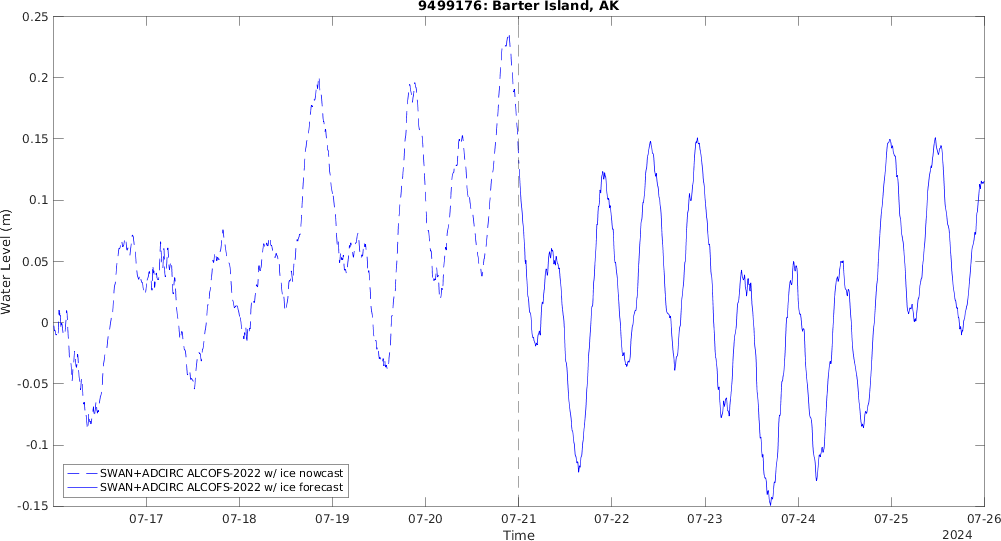 9499176: Barter Island, AK
Water Level (m)
0.25
0.2
0.15
0.1
0.05
0
-0.05
-0.1
-0.15
SWAN+ADCIRC ALCOFS-2022 w/ ice nowcast
SWAN+ADCIRC ALCOFS-2022 w/ ice forecast
07-17 07-18 07-19 07-20 07-21 07-22 07-23 07-24 07-25 07-26
Time
2024